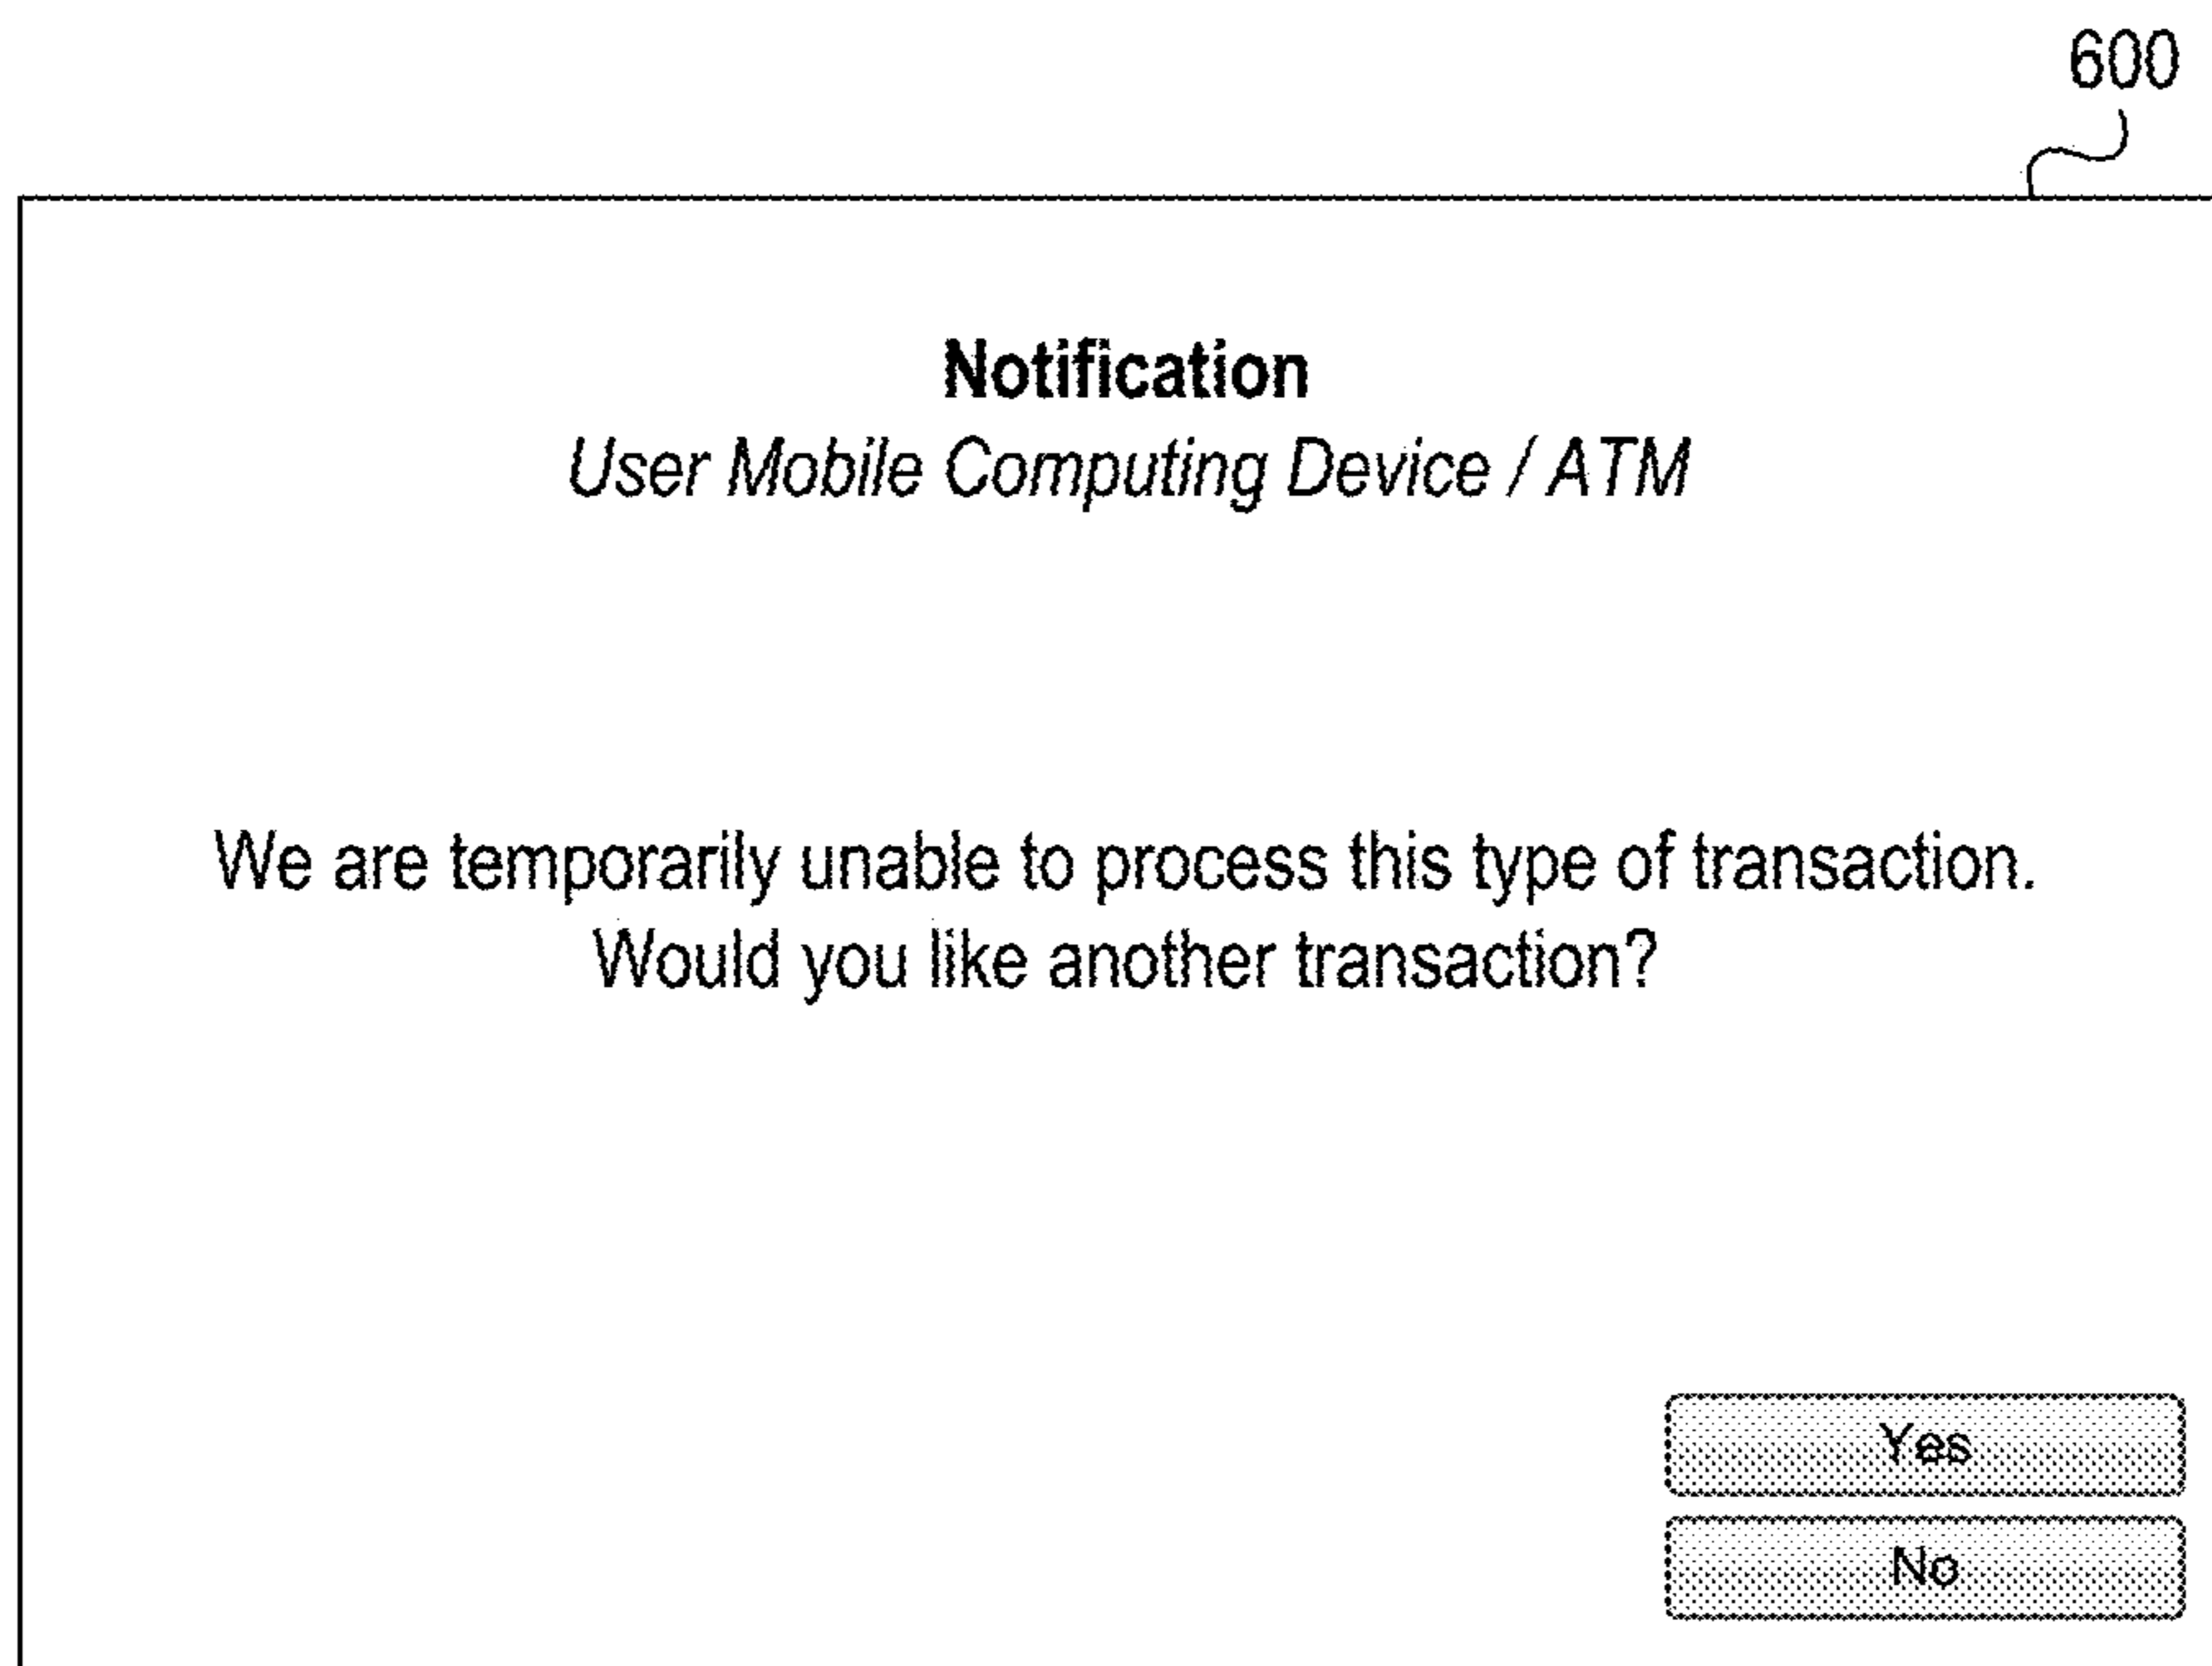 600
Notification
User Mobile Computing Device / ATM
We are temporarily unable to process this type of transaction.
Would you like another transaction?
Yes
No